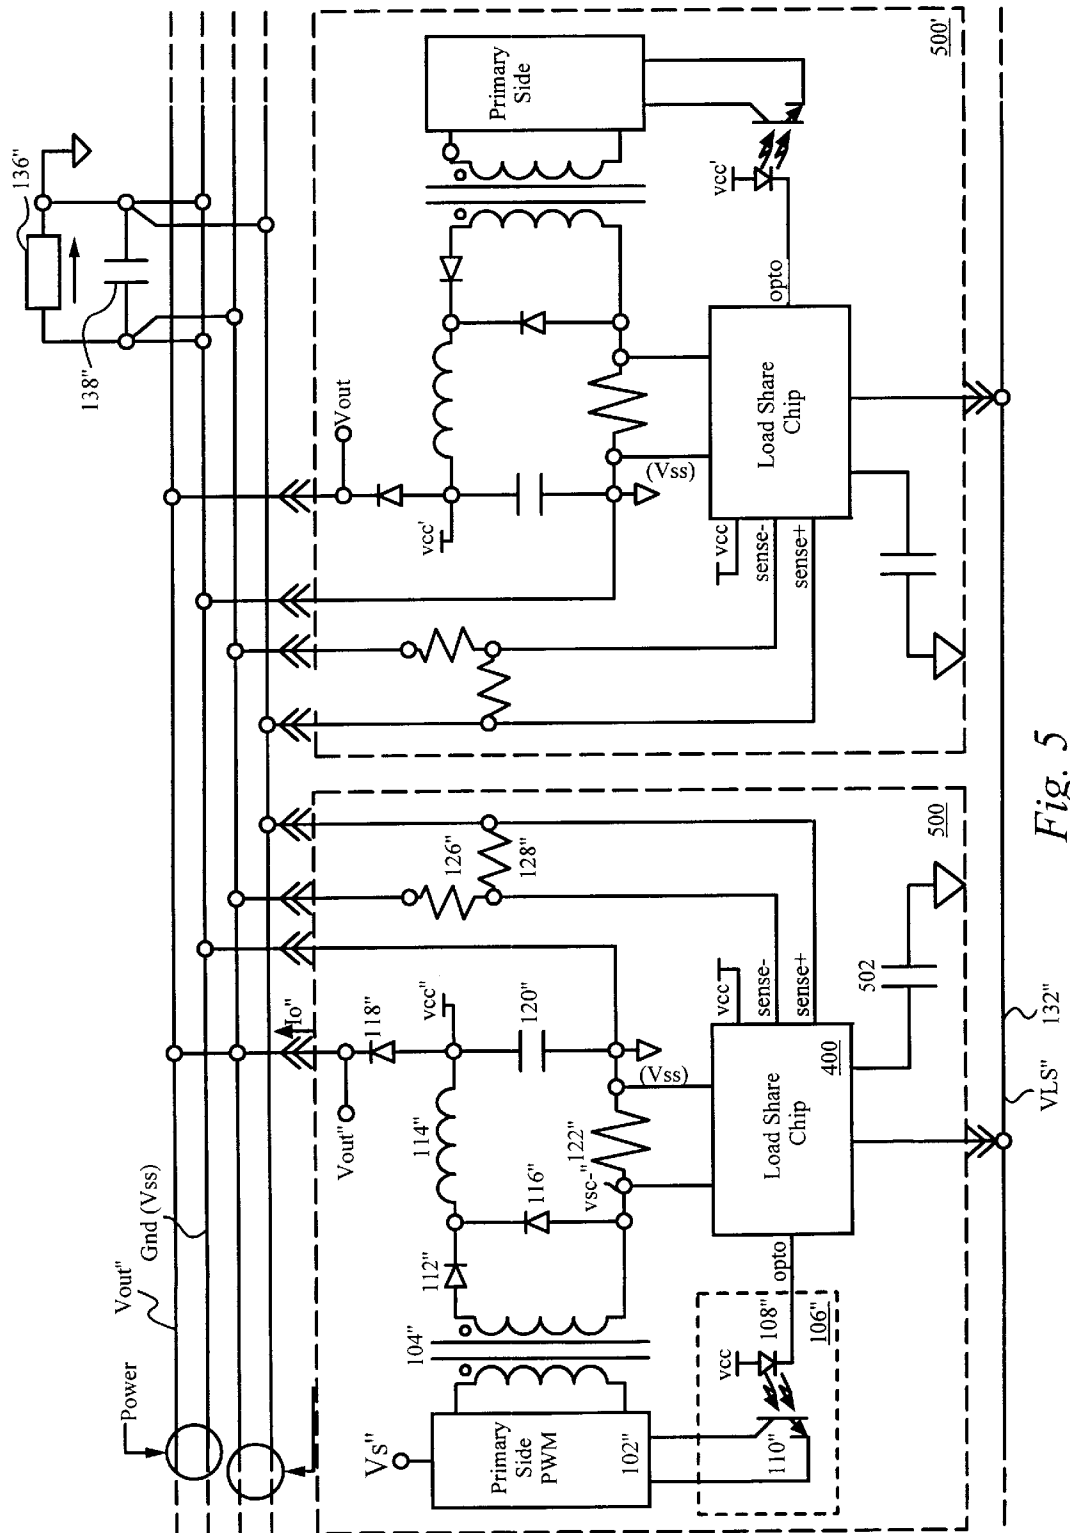 Power
Vout"
Gnd (Vss)
Io"
136"
138"
Vs"
Primary
Side
PWM
102"
104"
112"
114"
116"
Vout"
118"
vcc"
120"
122"
vsc-"
(Vss)
126"
128"
vcc
108"
110"
106"
opto
Load Share
Chip
400
vcc
sense-
sense+
502
500
VLS"
132"
Vout
vcc'
(Vss)
Primary
Side
vcc'
opto
Load Share
Chip
vcc
sense-
sense+
500'
Fig. 5